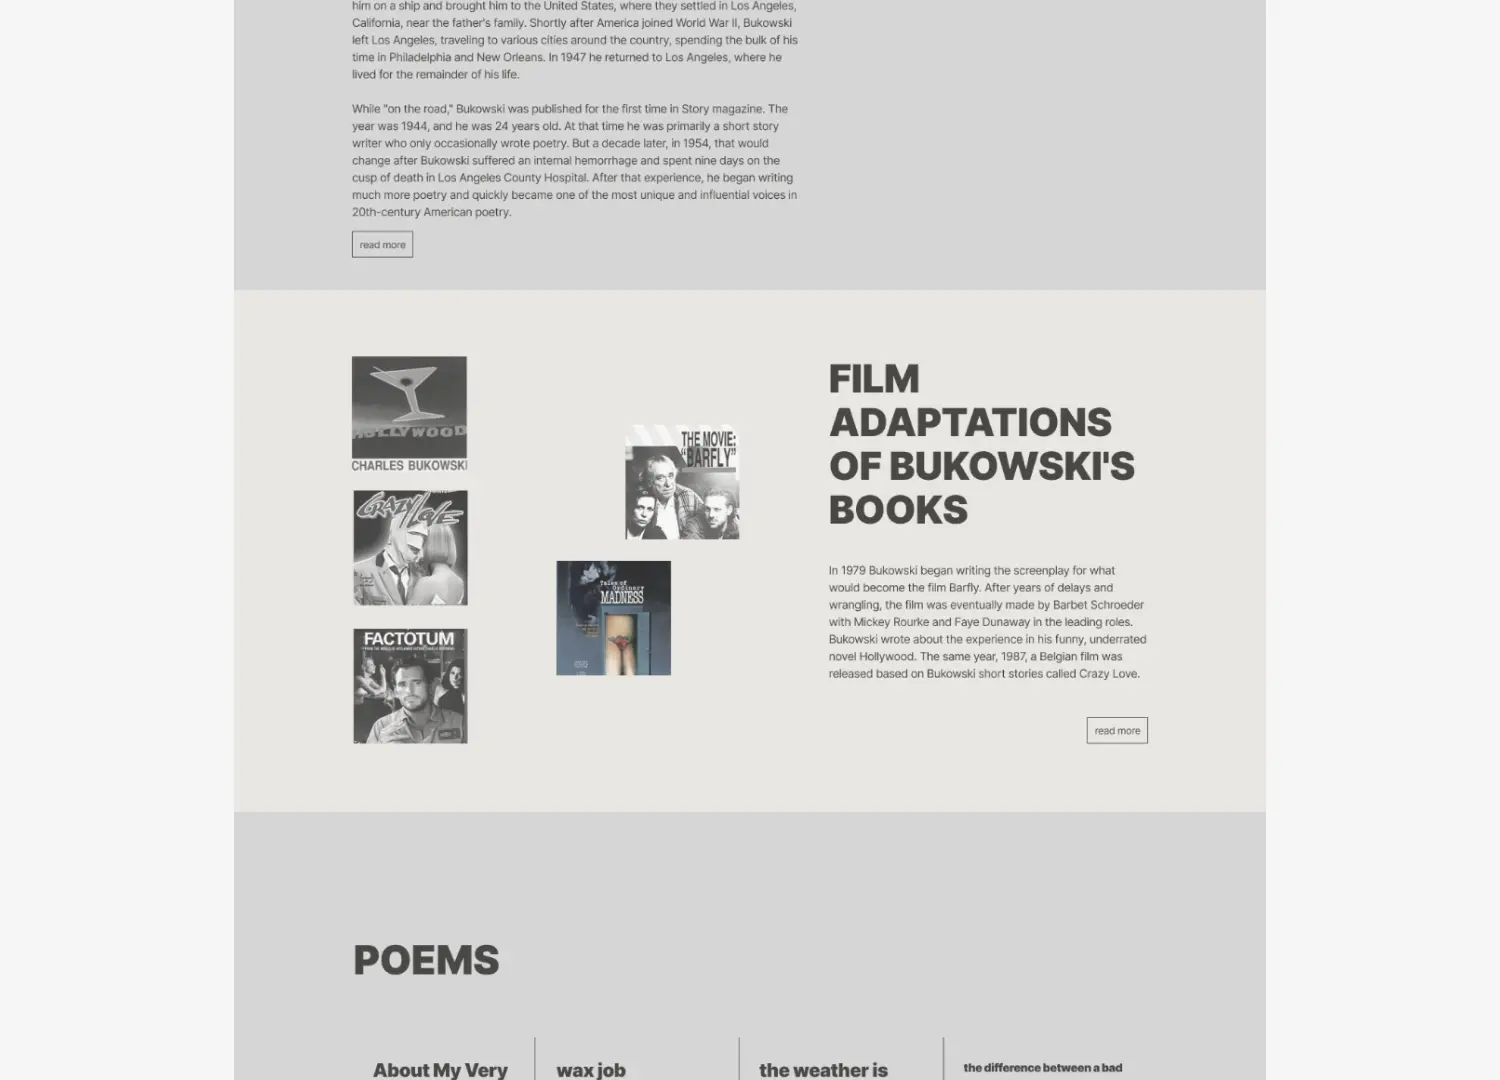 him on a ship and brought him to the United States, where they settled in Los Angeles,
California, near the father's family. Shortly after America joined World War II, Bukowski
left Los Angeles, traveling to various cities around the country, spending the bulk of his
time in Philadelphia and New Orleans. In 1947 he returned to Los Angeles, where he
lived for the remainder of his life.
While "on the road," Bukowski was published for the first time in Story magazine. The
year was 1944, and he was 24 years old. At that time he was primarily a short story
writer who only occasionally wrote poetry. But a decade later, in 1954, that would
change after Bukowski suffered an internal hemorrhage and spent nine days on the
cusp of death in Los Angeles County Hospital. After that experience, he began writing
much more poetry and quickly became one of the most unique and influential voices in
20th-century American poetry.
read more
HOLLYWOOD
CHARLES BUKOWSKI
CRAZY LOVE
FACTOTUM
THE MOVIE:
"BARFLY"
Tales of
Ordinary
MADNESS
FILM
ADAPTATIONS
OF BUKOWSKI'S
BOOKS
In 1979 Bukowski began writing the screenplay for what
would become the film Barfly. After years of delays and
wrangling, the film was eventually made by Barbet Schroeder
with Mickey Rourke and Faye Dunaway in the leading roles.
Bukowski wrote about the experience in his funny, underrated
novel Hollywood. The same year, 1987, a Belgian film was
released based on Bukowski short stories called Crazy Love.
read more
POEMS
About My Very
wax job
the weather is
the difference between a bad